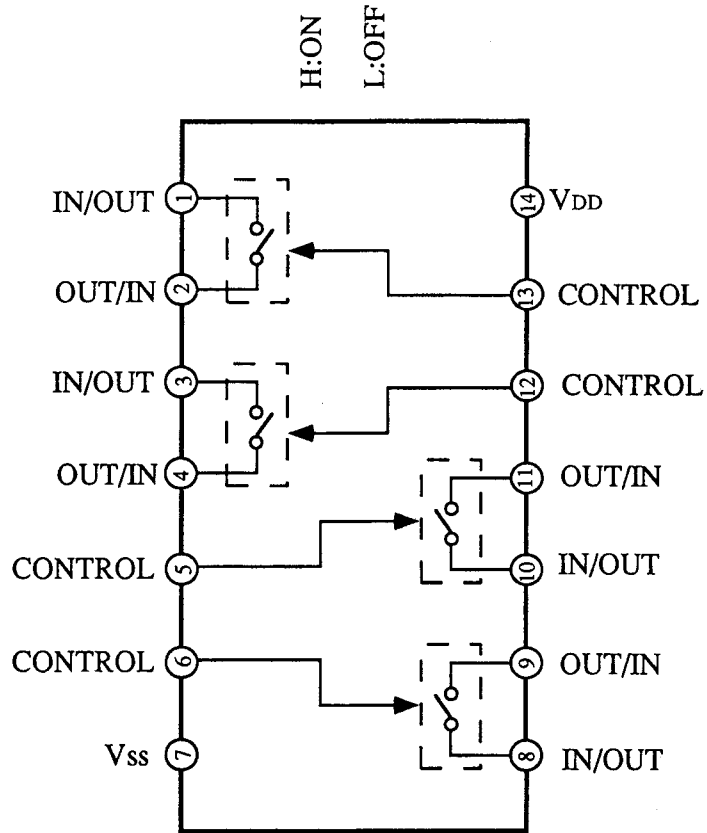 H:ON
L:OFF
IN/OUT 1
OUT/IN 2
IN/OUT 3
OUT/IN 4
CONTROL 5
CONTROL 6
Vss 7
14 VDD
13 CONTROL
12 CONTROL
11 OUT/IN
10 IN/OUT
9 OUT/IN
8 IN/OUT